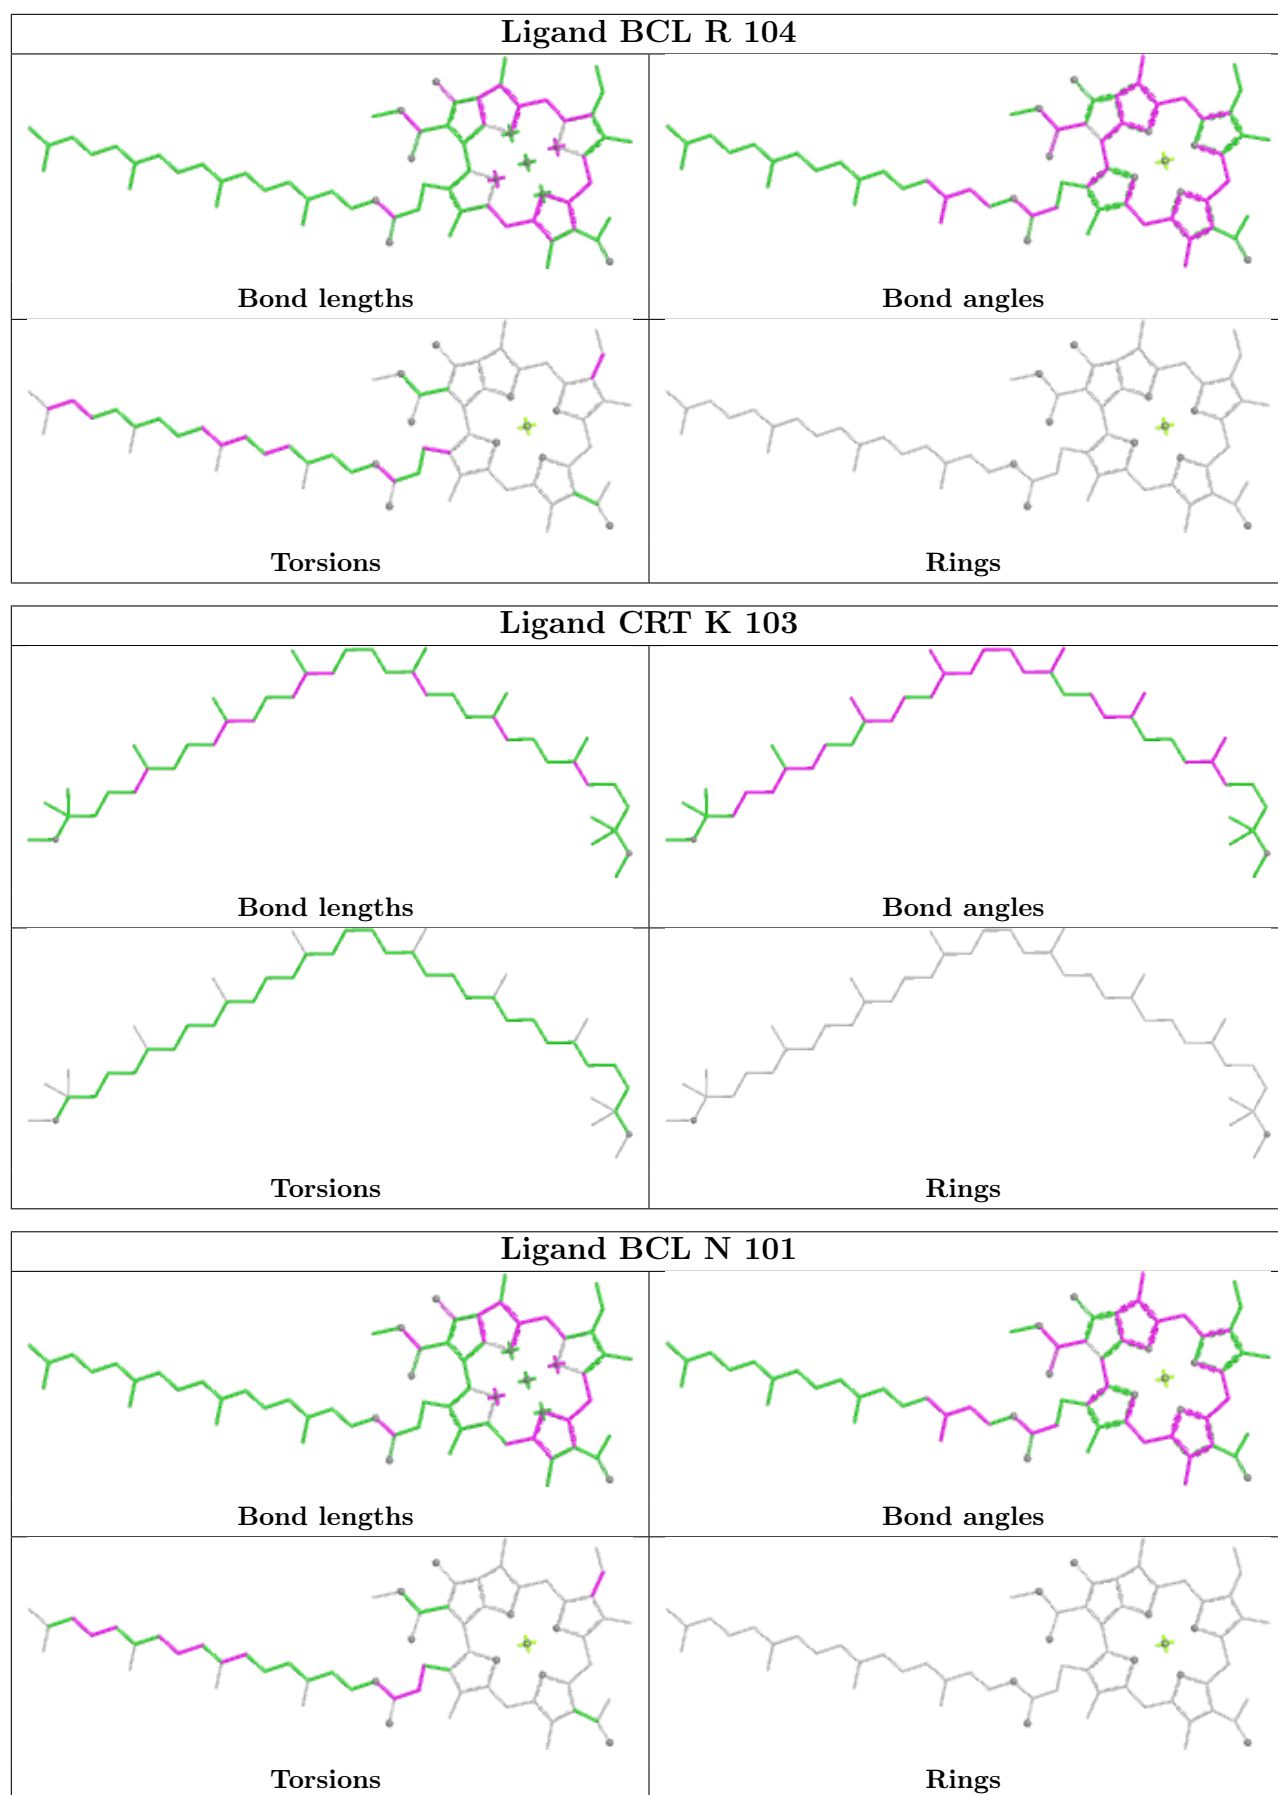 Ligand BCL R 104
Bond lengths
Bond angles
Torsions
Rings
Ligand CRT K 103
Bond lengths
Bond angles
Torsions
Rings
Ligand BCL N 101
Bond lengths
Bond angles
Torsions
Rings